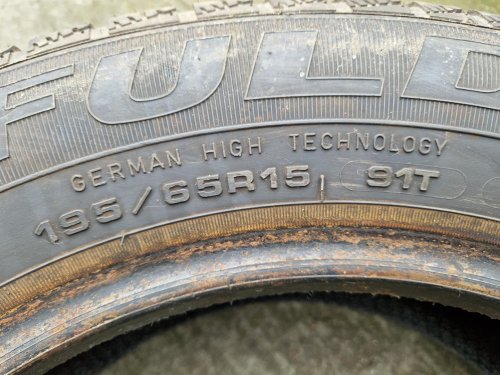 FULD
GERMAN HIGH TECHNOLOGY
195/65R15 91T